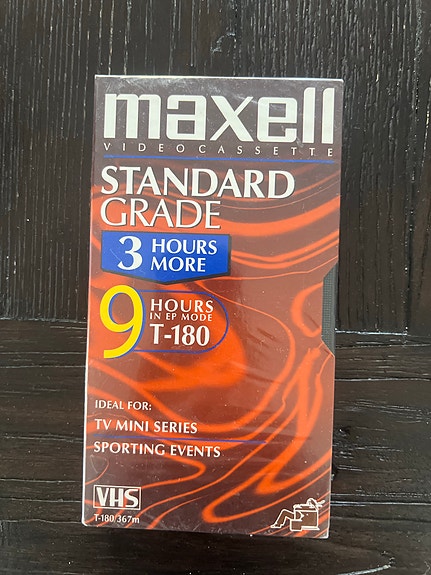 maxell
VIDEOCASSETTE
STANDARD
GRADE
3 HOURS
MORE
9 HOURS
IN EP MODE
T-180
IDEAL FOR:
TV MINI SERIES
SPORTING EVENTS
VHS
T-180/367m